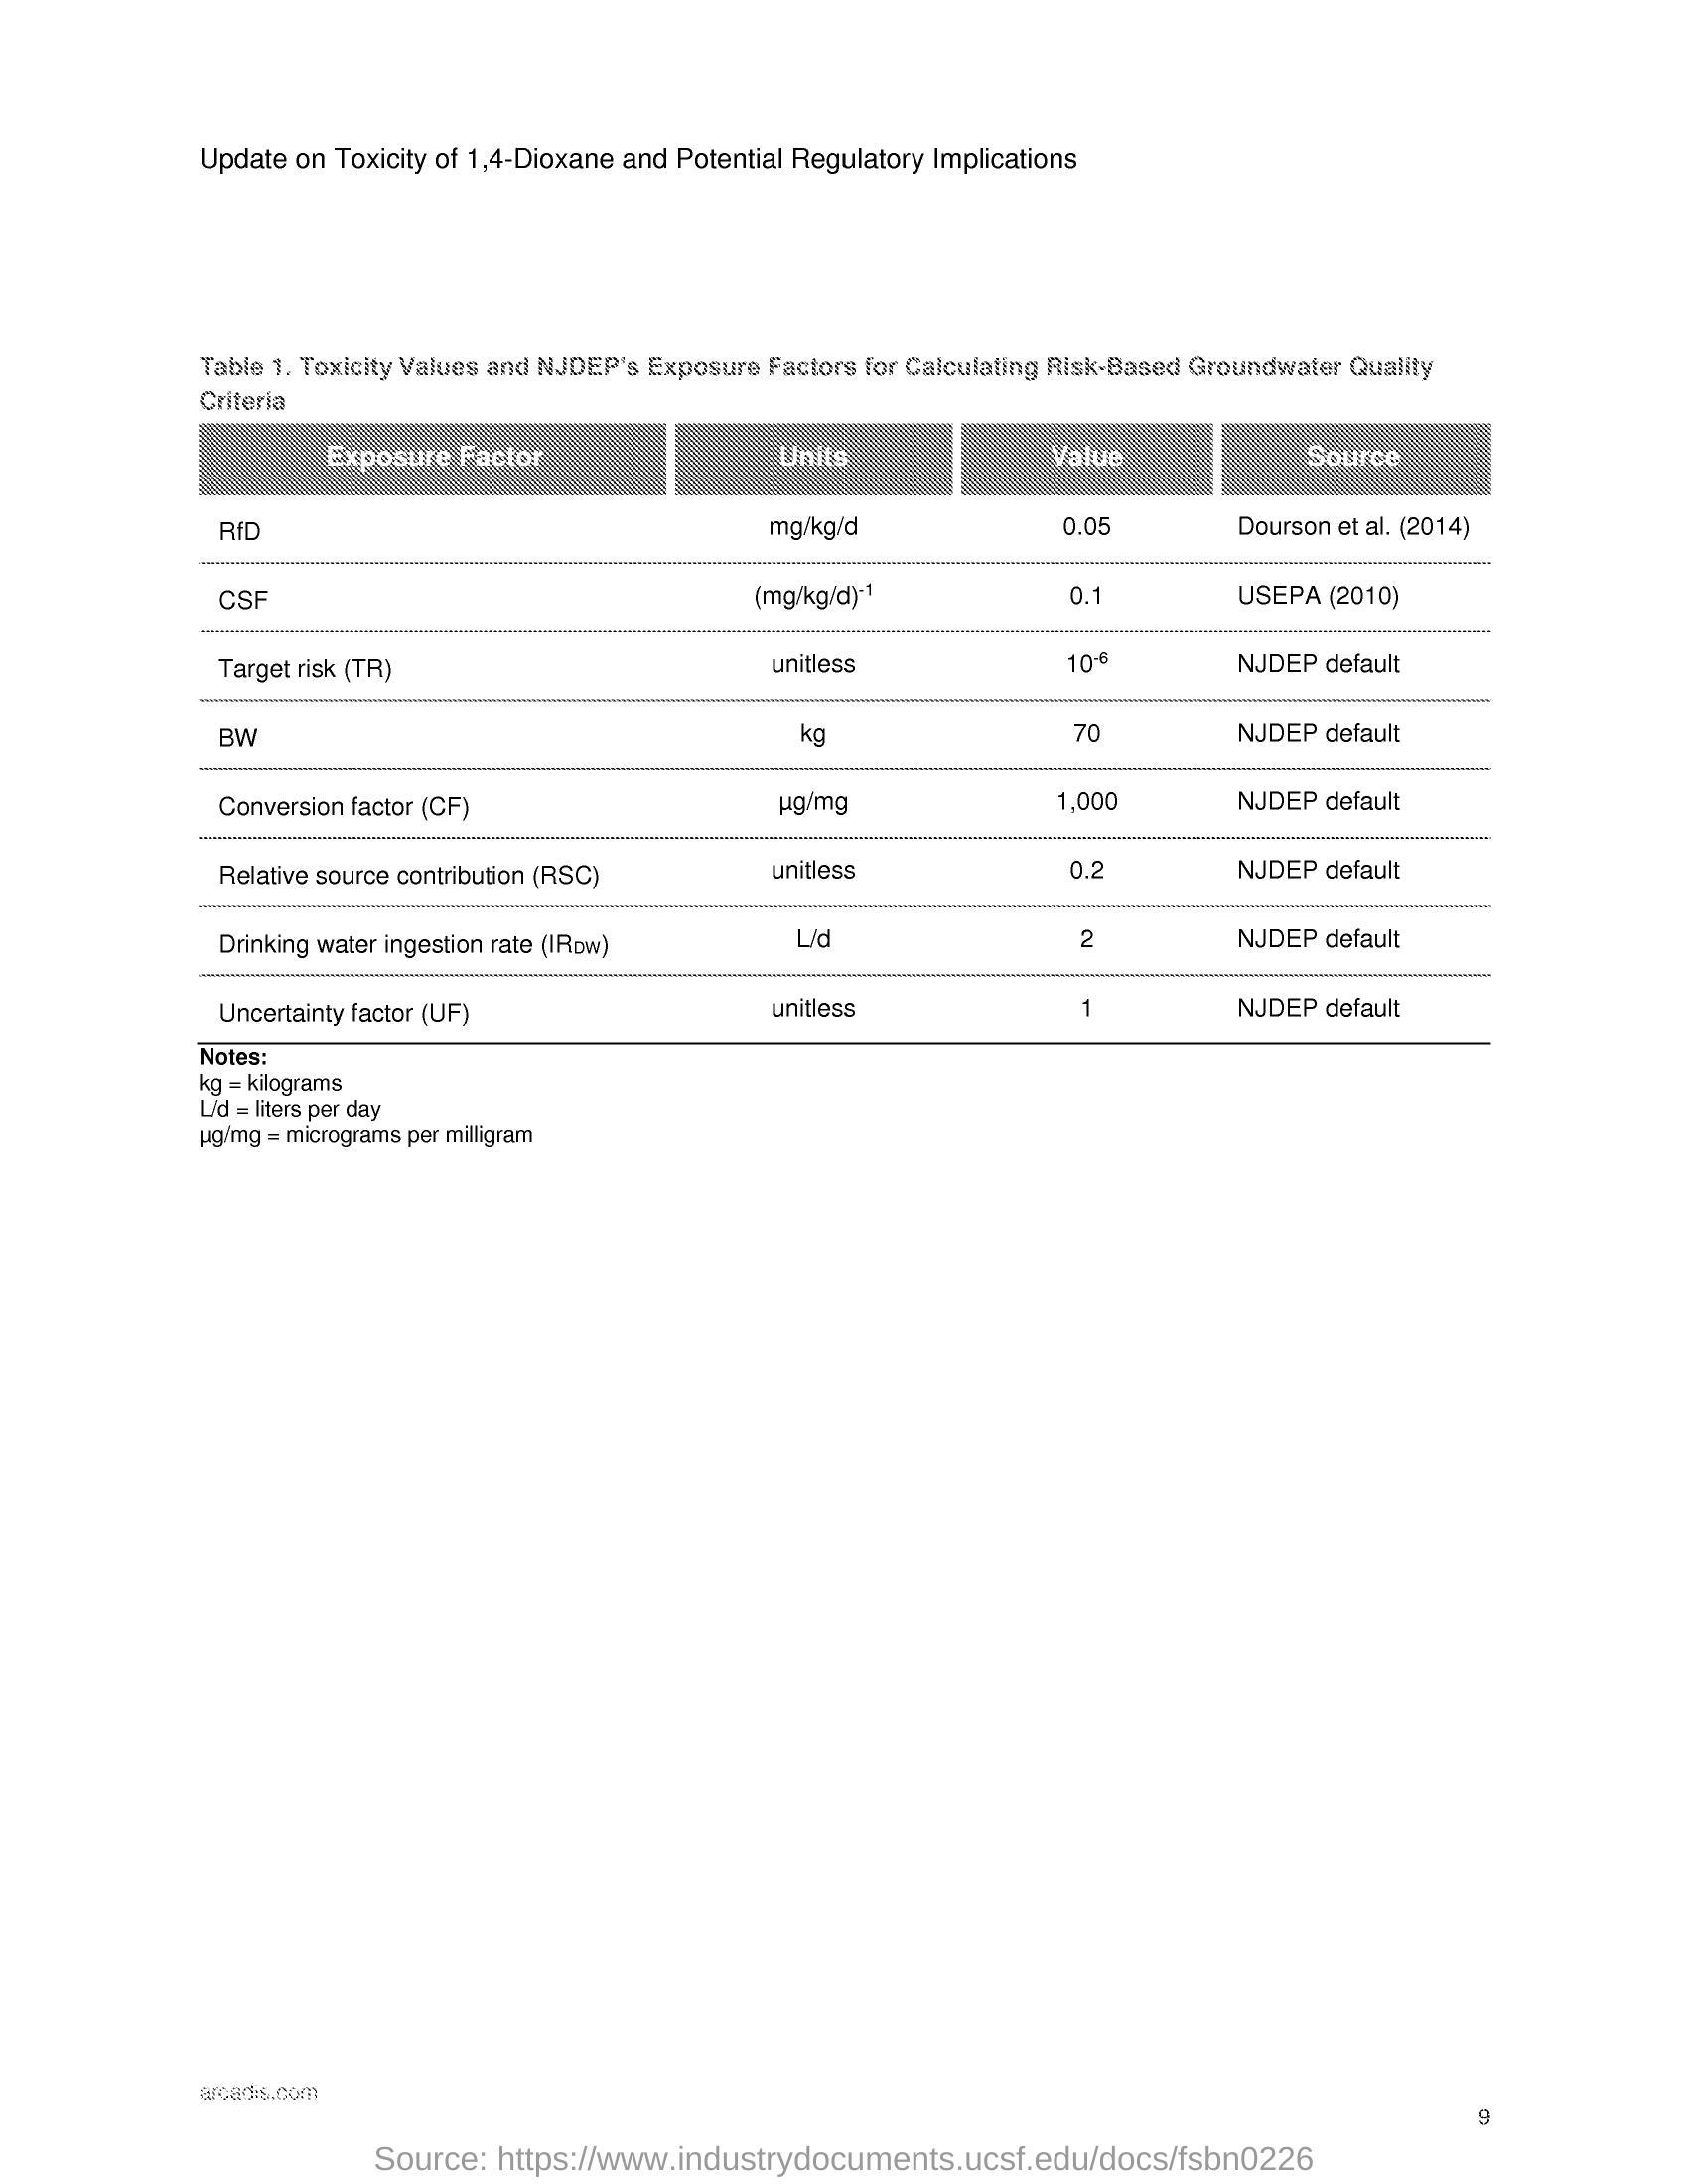 Update on Toxicity of 1,4-Dioxane and Potential Regulatory Implications
Table 1. Toxicity Values and NJDEP's Exposure Factors for Calculating Risk-Based Groundwater Quality
Criteria
Exposure Factor Units Value Source
RfD mg/kg/d 0.05 Dourson et al. (2014)
CSF (mg/kg/d)⁻¹ 0.1 USEPA (2010)
Target risk (TR) unitless 10⁻⁶ NJDEP default
BW kg 70 NJDEP default
Conversion factor (CF) µg/mg 1,000 NJDEP default
Relative source contribution (RSC) unitless 0.2 NJDEP default
Drinking water ingestion rate (IRDW) L/d 2 NJDEP default
Uncertainty factor (UF) unitless 1 NJDEP default
Notes:
kg = kilograms
L/d = liters per day
µg/mg = micrograms per milligram
arcadis.com
9
Source: https://www.industrydocuments.ucsf.edu/docs/fsbn0226